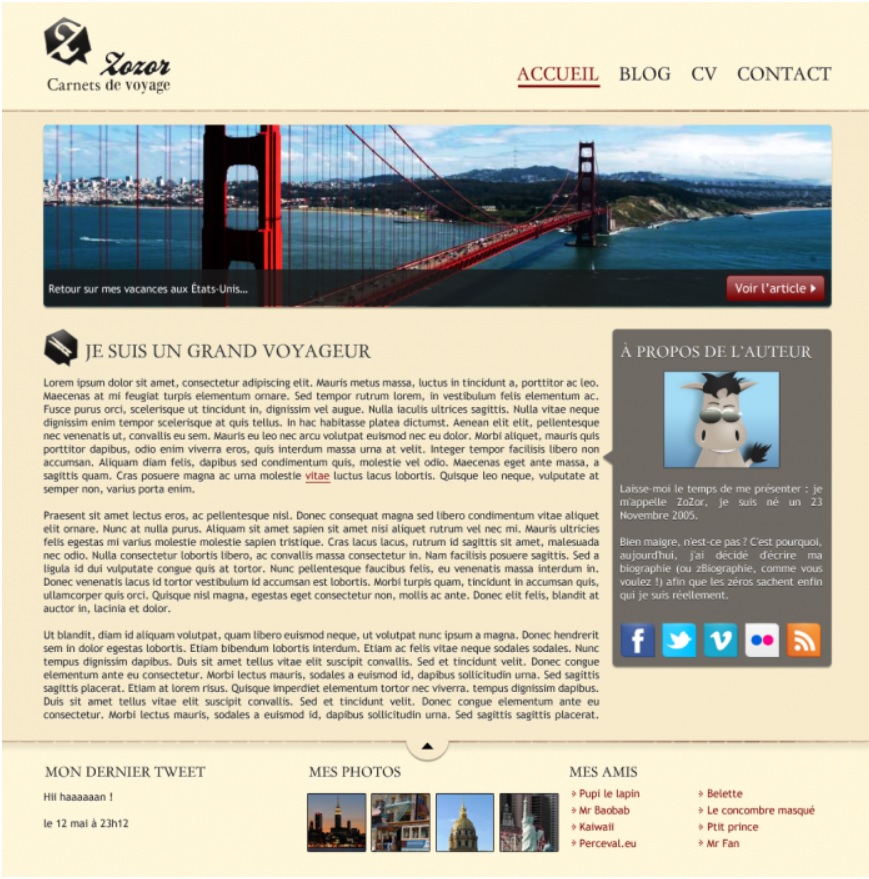 Zozor
Carnets de voyage
ACCUEIL BLOG CV CONTACT
Retour sur mes vacances aux États-Unis...
Voir l'article
JE SUIS UN GRAND VOYAGEUR
Lorem ipsum dolor sit amet, consectetur adipiscing elit. Mauris metus massa, luctus in tincidunt a, porttitor ac leo.
Maecenas at mi feugiat turpis elementum ornare. Sed tempor rutrum lorem, in vestibulum felis elementum ac.
Fusce purus orci, scelerisque ut tincidunt in, dignissim vel augue. Nulla iaculis ultrices sagittis. Nulla vitae neque
dignissim enim tempor scelerisque at quis tellus. In hac habitasse platea dictumst. Aenean elit elit, pellentesque
nec venenatis ut, convallis eu sem. Mauris eu leo nec arcu volutpat euismod nec eu dolor. Morbi aliquet, mauris quis
porttitor dapibus, odio enim viverra eros, quis interdum massa urna at velit. Integer tempor facilisis libero non
accumsan. Aliquam diam felis, dapibus sed condimentum quis, molestie vel odio. Maecenas eget ante massa, a
sagittis quam. Cras posuere magna ac urna molestie vitae luctus lacus lobortis. Quisque leo neque, vulputate at
semper non, varius porta enim.
Praesent sit amet lectus eros, ac pellentesque nisl. Donec consequat magna sed libero condimentum vitae aliquet
elit ornare. Nunc at nulla purus. Aliquam sit amet sapien sit amet nisi aliquet rutrum vel nec mi. Mauris ultricies
felis egestas mi varius molestie molestie sapien tristique. Cras lacus lacus, rutrum id sagittis sit amet, malesuada
nec odio. Nulla consectetur lobortis libero, ac convallis massa consectetur in. Nam facilisis posuere sagittis. Sed a
ligula id dui vulputate congue quis at tortor. Nunc pellentesque faucibus felis, eu venenatis massa interdum in.
Donec venenatis lacus id tortor vestibulum id accumsan est lobortis. Morbi turpis quam, tincidunt in accumsan quis,
ullamcorper quis orci. Quisque nisl magna, egestas eget consectetur non, mollis ac ante. Donec elit felis, blandit at
auctor in, lacinia et dolor.
Ut blandit, diam id aliquam volutpat, quam libero euismod neque, ut volutpat nunc ipsum a magna. Donec hendrerit
sem in dolor egestas lobortis. Etiam bibendum lobortis interdum. Etiam ac felis vitae neque sodales sodales. Nunc
tempus dignissim dapibus. Duis sit amet tellus vitae elit suscipit convallis. Sed et tincidunt velit. Donec congue
elementum ante eu consectetur. Morbi lectus mauris, sodales a euismod id, dapibus sollicitudin urna. Sed sagittis
sagittis placerat. Etiam at lorem risus. Quisque imperdiet elementum tortor nec viverra. tempus dignissim dapibus.
Duis sit amet tellus vitae elit suscipit convallis. Sed et tincidunt velit. Donec congue elementum ante eu
consectetur. Morbi lectus mauris, sodales a euismod id, dapibus sollicitudin urna. Sed sagittis sagittis placerat.
À PROPOS DE L'AUTEUR
Laisse-moi le temps de me présenter : je
m'appelle ZoZor, je suis né un 23
Novembre 2005.
Bien maigre, n'est-ce pas ? C'est pourquoi,
aujourd'hui, j'ai décidé d'écrire ma
biographie (ou zBiographie, comme vous
voulez !) afin que les zéros sachent enfin
qui je suis réellement.
MON DERNIER TWEET
Hii haaaaaan !
le 12 mai à 23h12
MES PHOTOS
MES AMIS
Pupi le lapin
Mr Baobab
Kaiwaii
Perceval.eu
Belette
Le concombre masqué
Ptit prince
Mr Fan